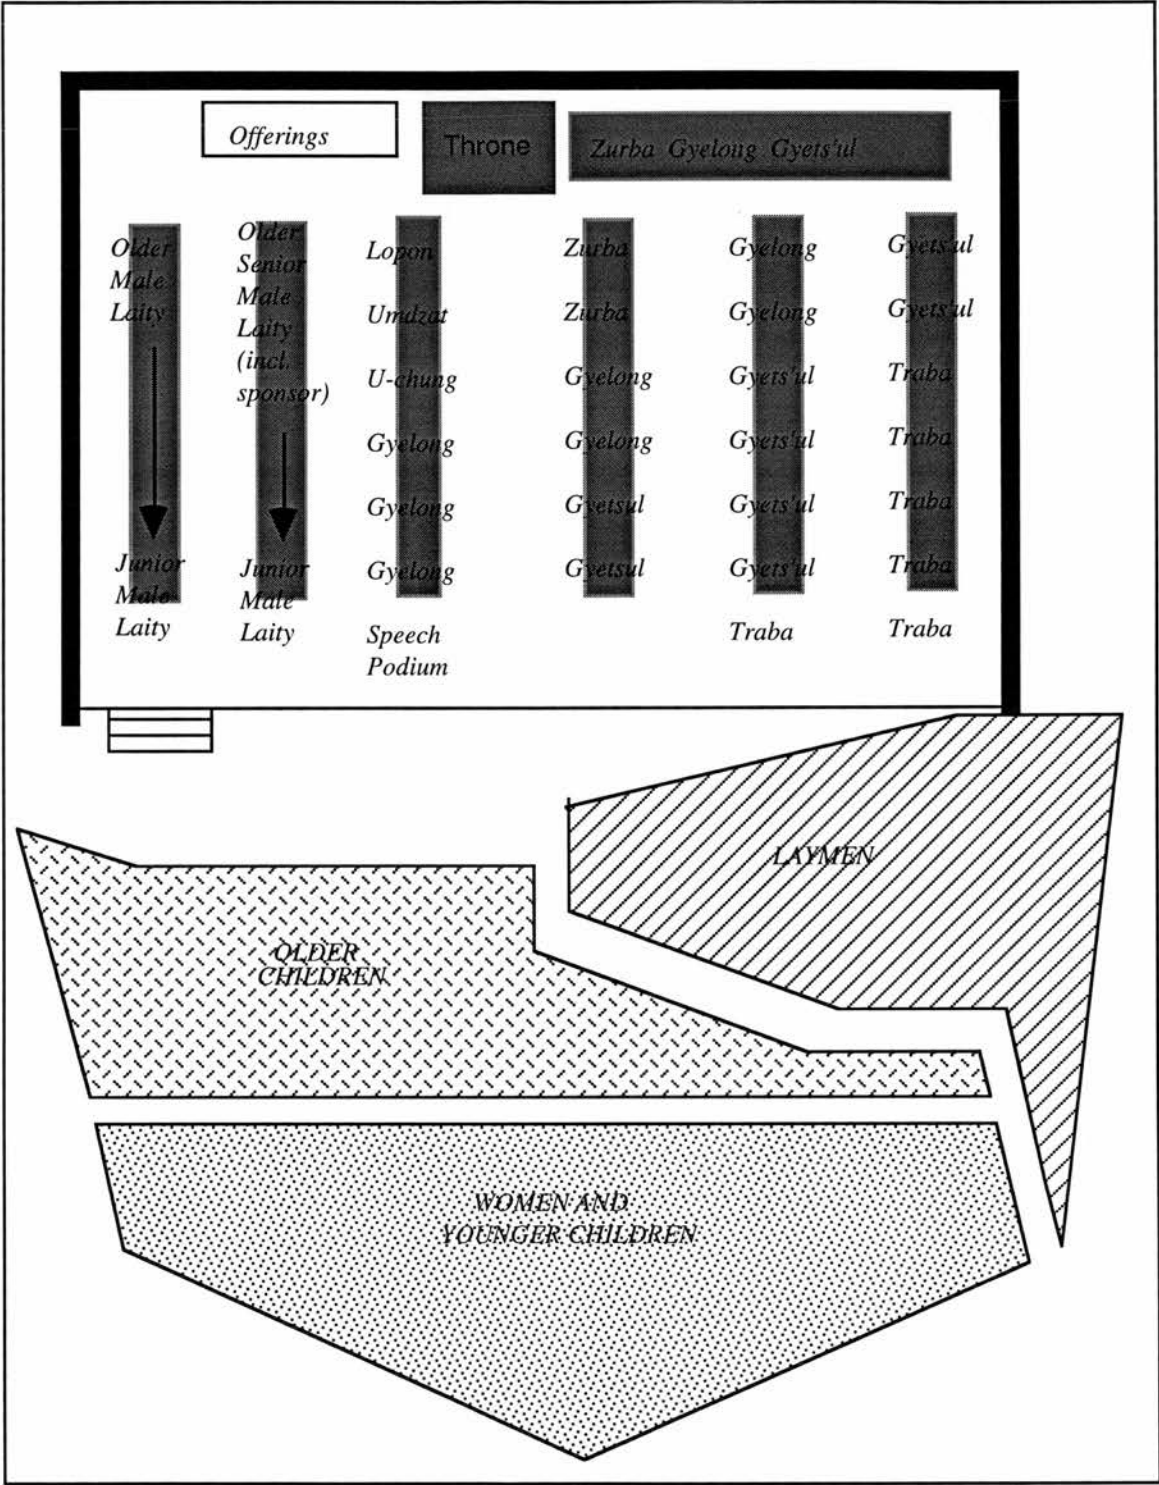 Offerings
Throne
Zurba Gyelong Gyets'ul
Older
Male
Laity
Junior
Male
Laity
Older
Senior
Male
Laity
(incl.
sponsor)
Junior
Male
Laity
Lopon
Umdzat
U-chung
Gyelong
Gyelong
Gyelong
Speech
Podium
Zurba
Zurba
Gyelong
Gyelong
Gyetsul
Gyetsul
Gyelong
Gyelong
Gyets'ul
Gyets'ul
Gyets'ul
Gyets'ul
Traba
Gyets'ul
Gyets'ul
Traba
Traba
Traba
Traba
Traba
LAYMEN
OLDER
CHILDREN
WOMEN AND
YOUNGER CHILDREN